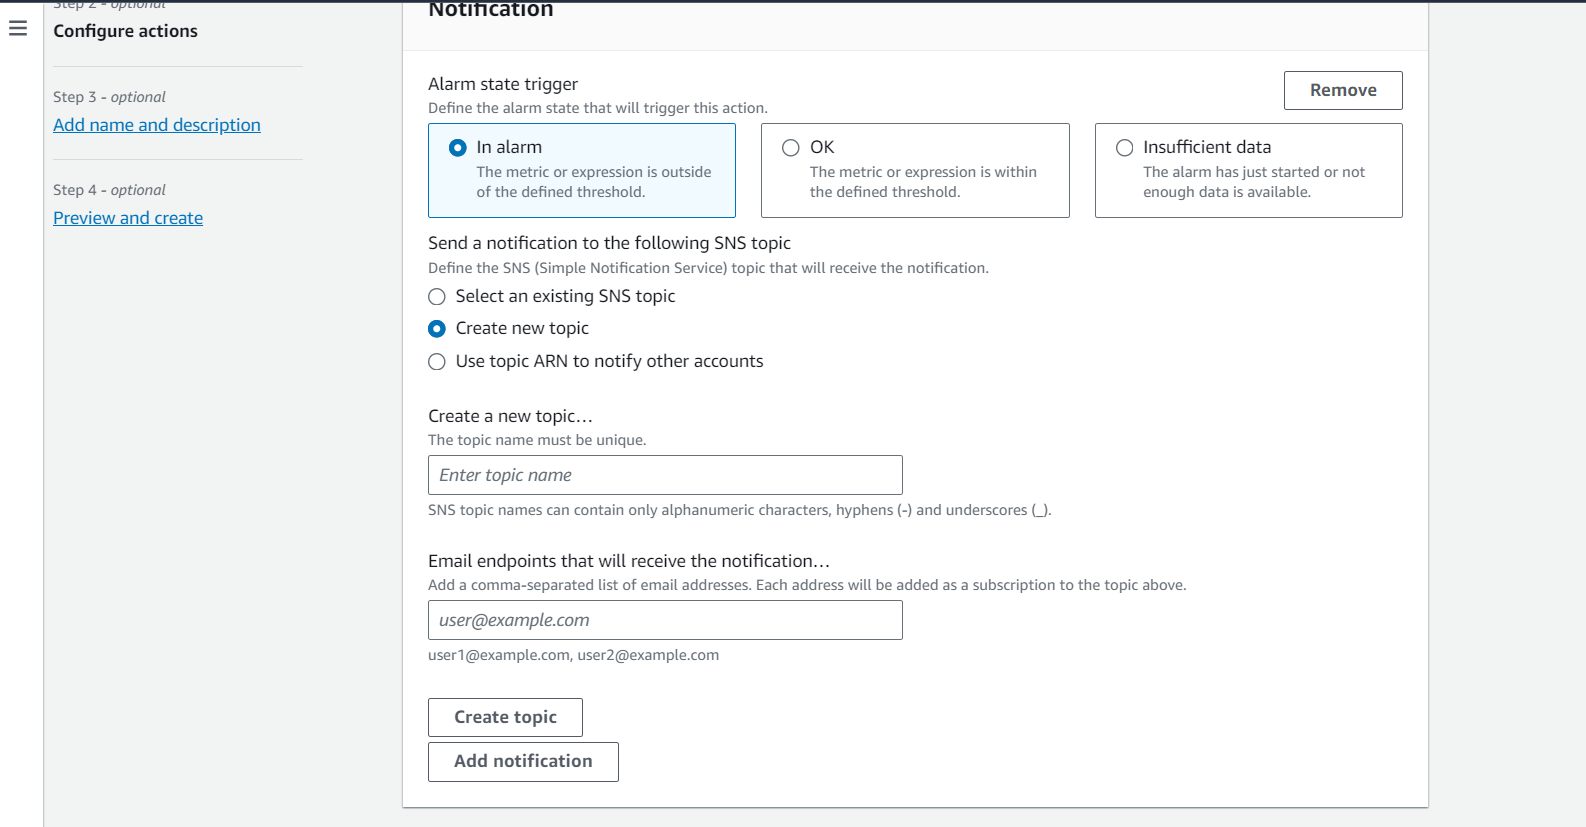 Step 2 - optional
Configure actions
Step 3 - optional
Add name and description
Step 4 - optional
Preview and create
Notification
Alarm state trigger
Define the alarm state that will trigger this action.
Remove
In alarm
The metric or expression is outside
of the defined threshold.
OK
The metric or expression is within
the defined threshold.
Insufficient data
The alarm has just started or not
enough data is available.
Send a notification to the following SNS topic
Define the SNS (Simple Notification Service) topic that will receive the notification.
Select an existing SNS topic
Create new topic
Use topic ARN to notify other accounts
Create a new topic…
The topic name must be unique.
Enter topic name
SNS topic names can contain only alphanumeric characters, hyphens (-) and underscores (_).
Email endpoints that will receive the notification…
Add a comma-separated list of email addresses. Each address will be added as a subscription to the topic above.
user@example.com
user1@example.com, user2@example.com
Create topic
Add notification